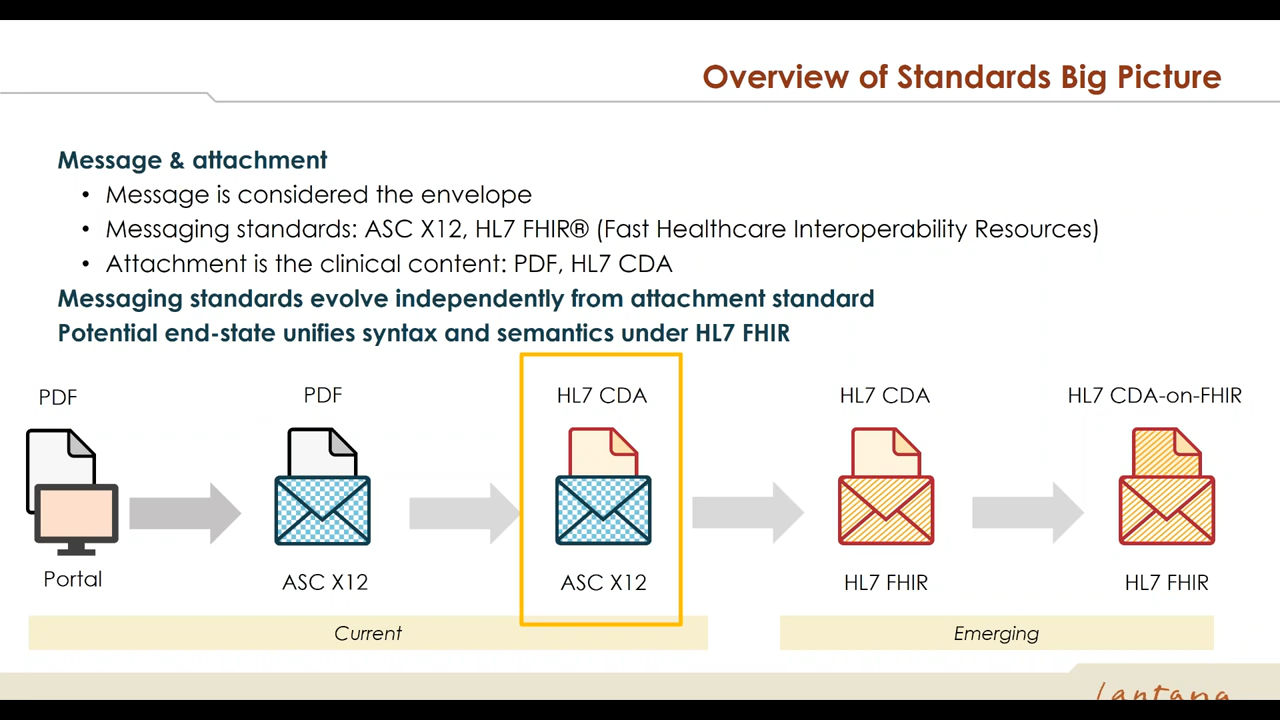 Overview of Standards Big Picture
Message & attachment
• Message is considered the envelope
• Messaging standards: ASC X12, HL7 FHIR® (Fast Healthcare Interoperability Resources)
• Attachment is the clinical content: PDF, HL7 CDA
Messaging standards evolve independently from attachment standard
Potential end-state unifies syntax and semantics under HL7 FHIR
PDF PDF HL7 CDA HL7 CDA HL7 CDA-on-FHIR
Portal ASC X12 ASC X12 HL7 FHIR HL7 FHIR
Current Emerging
Lantana